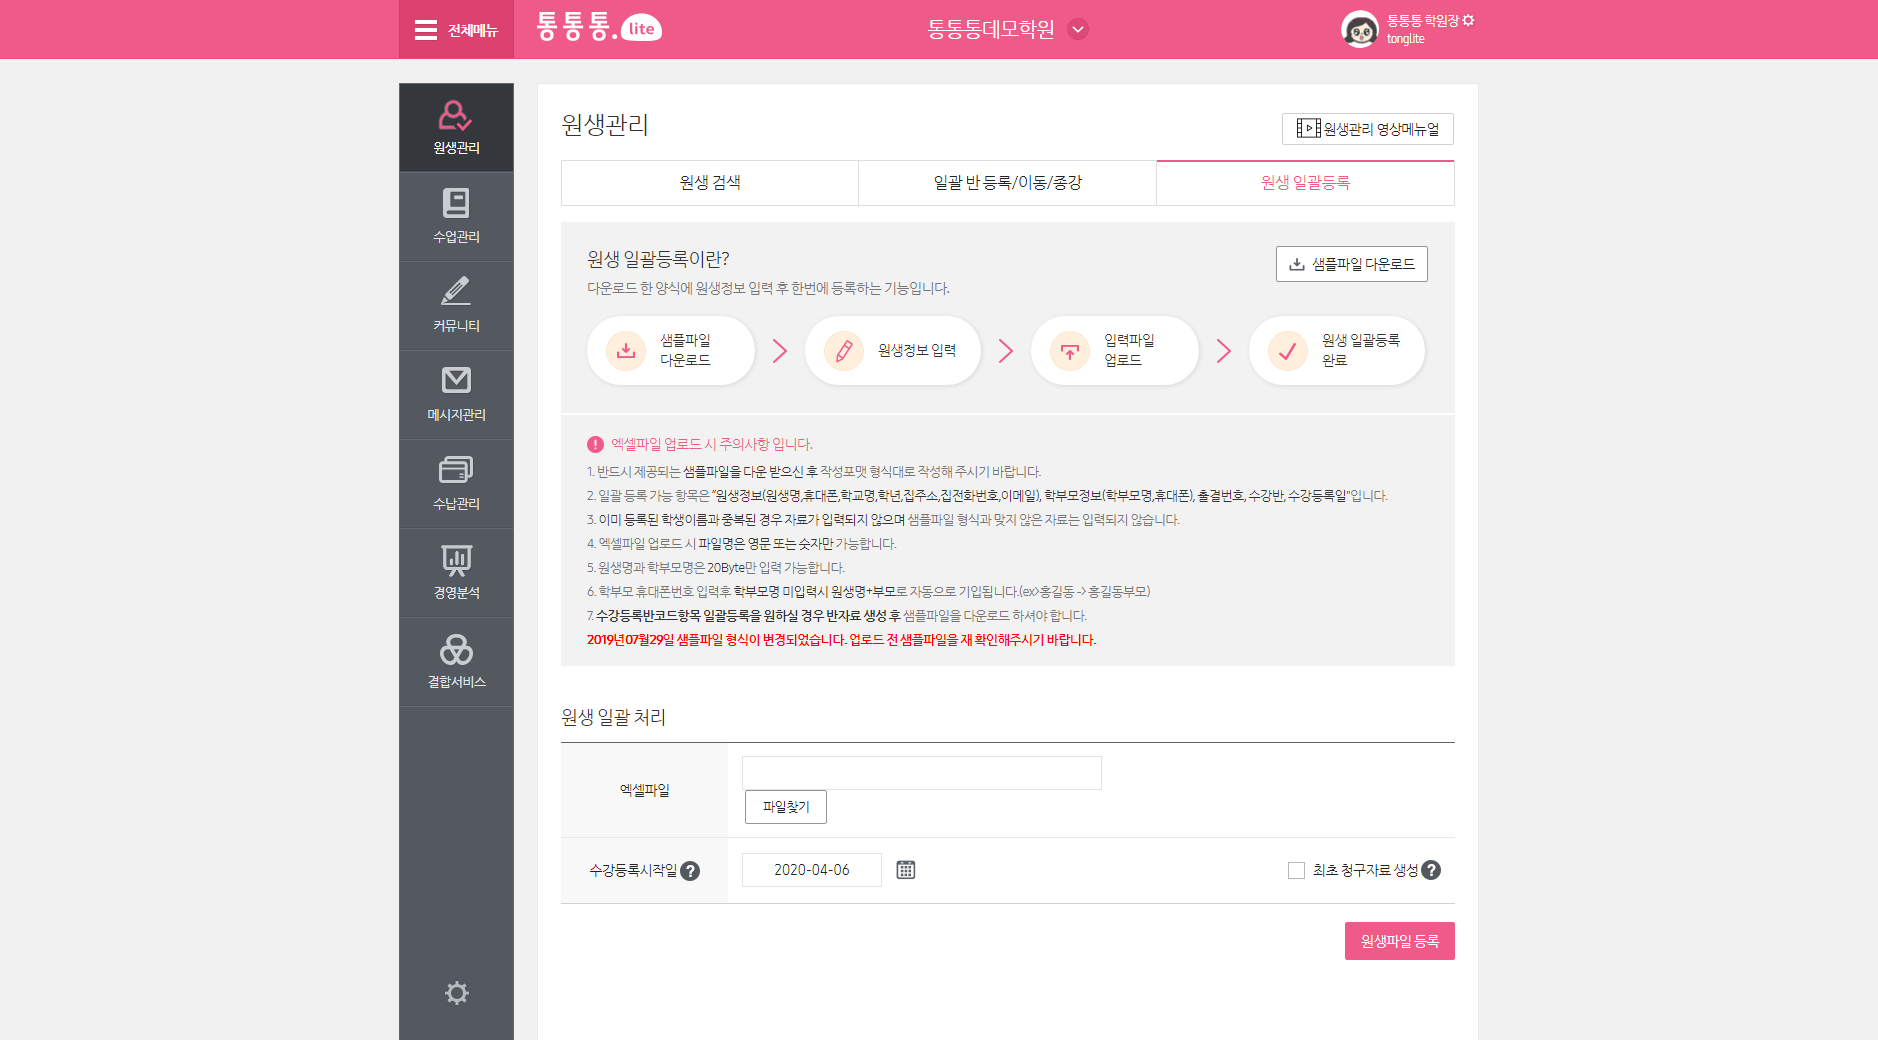 전체메뉴
통통통.lite
통통통데모학원
통통통 학원장
tonglite
원생관리
수업관리
커뮤니티
메시지관리
수납관리
경영분석
결합서비스
원생관리
원생관리 영상메뉴얼
원생 검색
일괄 반 등록/이동/종강
원생 일괄등록
원생 일괄등록이란?
샘플파일 다운로드
다운로드 한 양식에 원생정보 입력 후 한번에 등록하는 기능입니다.
샘플파일
다운로드
원생정보 입력
입력파일
업로드
원생 일괄등록
완료
엑셀파일 업로드 시 주의사항 입니다.
1. 반드시 제공되는 샘플파일을 다운 받으신 후 작성포맷 형식대로 작성해 주시기 바랍니다.
2. 일괄 등록 가능 항목은 "원생정보(원생명,휴대폰,학교명,학년,집주소,집전화번호,이메일), 학부모정보(학부모명,휴대폰), 출결번호, 수강반, 수강등록일"입니다.
3. 이미 등록된 학생이름과 중복된 경우 자료가 입력되지 않으며 샘플파일 형식과 맞지 않은 자료는 입력되지 않습니다.
4. 엑셀파일 업로드 시 파일명은 영문 또는 숫자만 가능합니다.
5. 원생명과 학부모명은 20Byte만 입력 가능합니다.
6. 학부모 휴대폰번호 입력후 학부모명 미입력시 원생명+부모로 자동으로 기입됩니다.(ex>홍길동 -> 홍길동부모)
7. 수강등록반코드항목 일괄등록을 원하실 경우 반자료 생성 후 샘플파일을 다운로드 하셔야 합니다.
2019년07월29일 샘플파일 형식이 변경되었습니다. 업로드 전 샘플파일을 재 확인해주시기 바랍니다.
원생 일괄 처리
엑셀파일
파일찾기
수강등록시작일
2020-04-06
최초 청구자료 생성
원생파일 등록